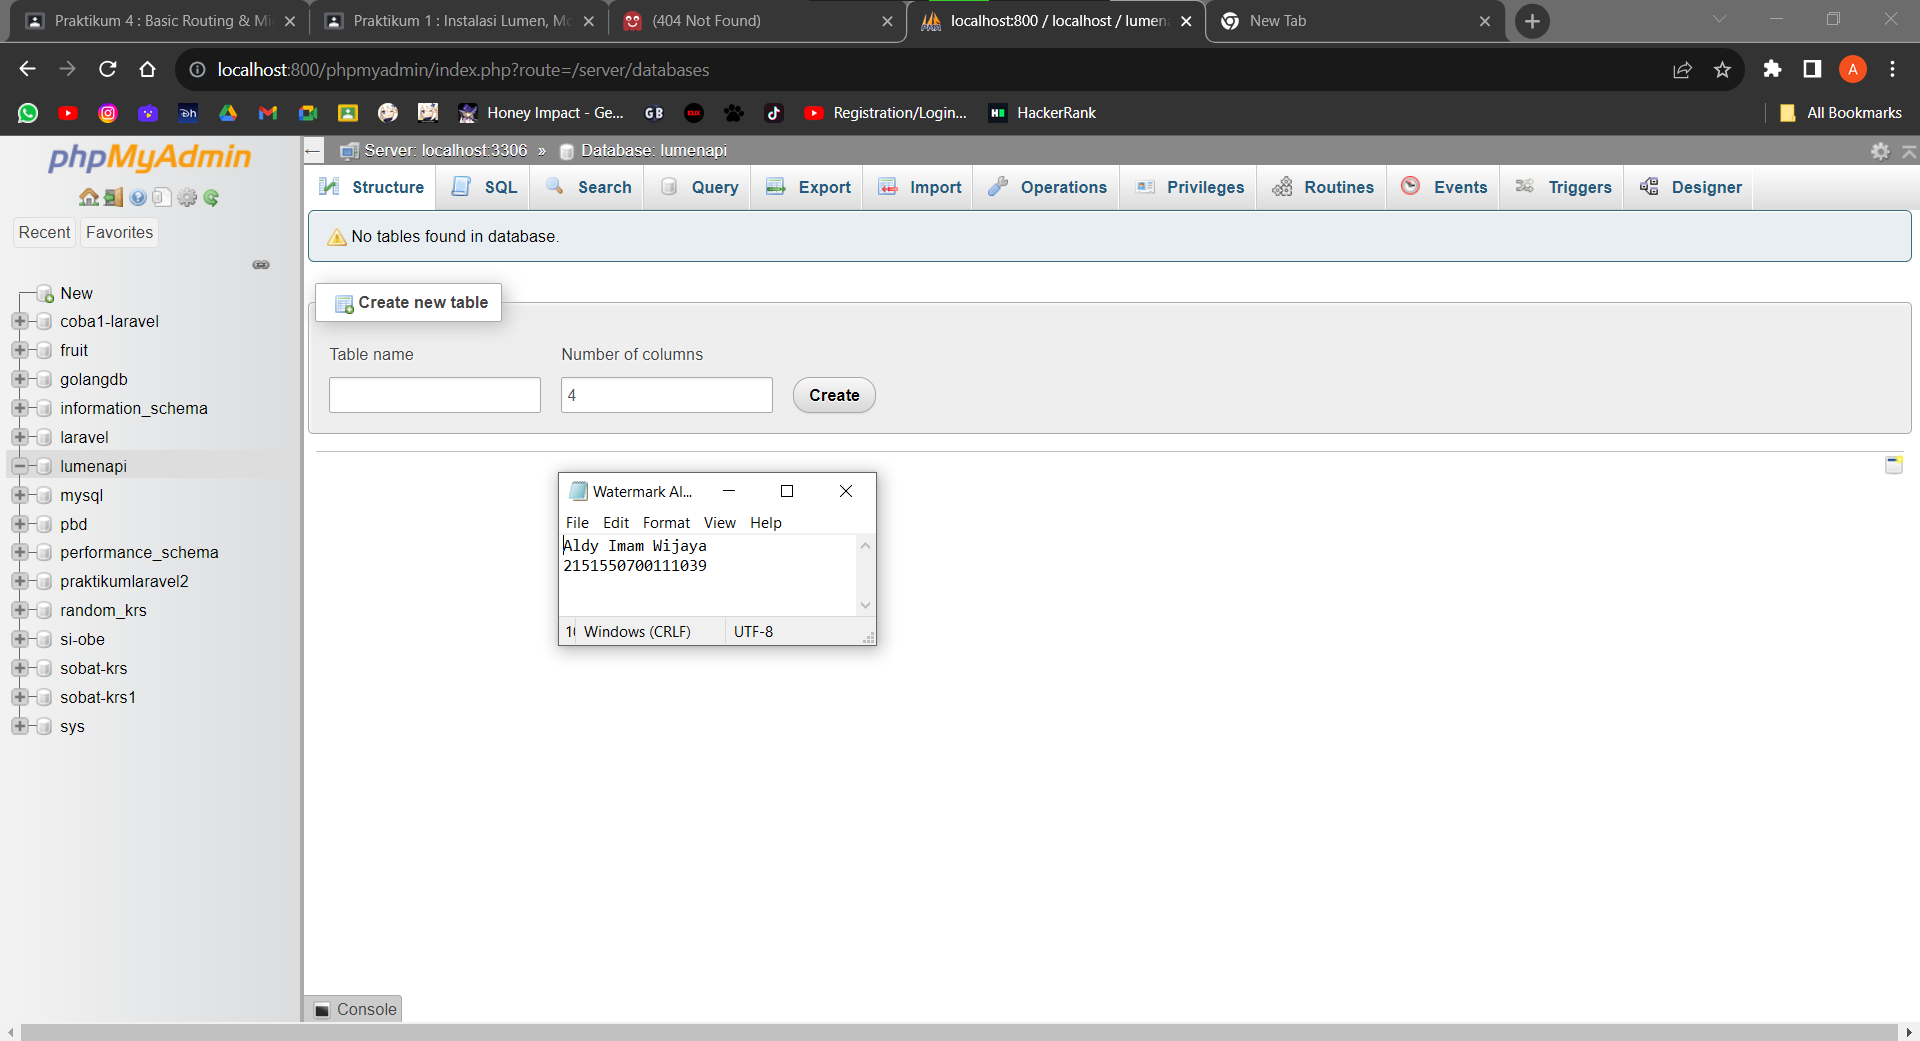 Praktikum 4 : Basic Routing & Mi
Praktikum 1 : Instalasi Lumen, Mo
(404 Not Found)
localhost:800 / localhost / lumena
New Tab
localhost:800/phpmyadmin/index.php?route=/server/databases
A
Dh
Honey Impact - Ge...
GB
Registration/Login...
HackerRank
All Bookmarks
phpMyAdmin
Recent
Favorites
New
coba1-laravel
fruit
golangdb
information_schema
laravel
lumenapi
mysql
pbd
performance_schema
praktikumlaravel2
random_krs
si-obe
sobat-krs
sobat-krs1
sys
Server: localhost:3306 » Database: lumenapi
Structure
SQL
Search
Query
Export
Import
Operations
Privileges
Routines
Events
Triggers
Designer
No tables found in database.
Create new table
Table name
Number of columns
4
Create
Watermark Al...
File Edit Format View Help
Aldy Imam Wijaya
2151550700111039
Windows (CRLF)
UTF-8
Console